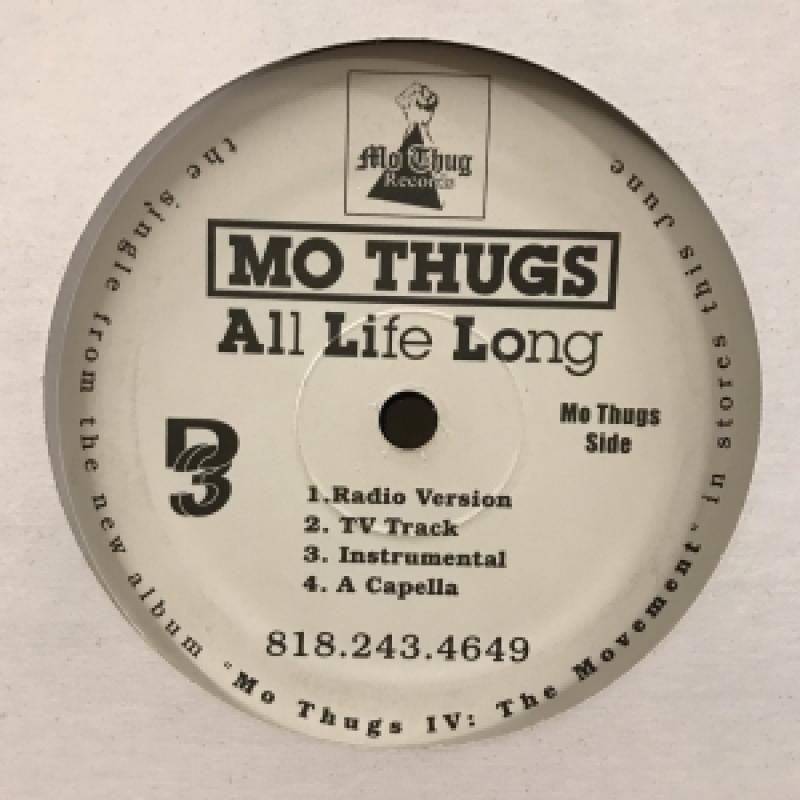 Mo Thug
Records
MO THUGS
All Life Long
Mo Thugs
Side
D3
1.Radio Version
2. TV Track
3. Instrumental
4. A Capella
818.243.4649
the single from the new album "Mo Thugs IV: The Movement" in stores this June